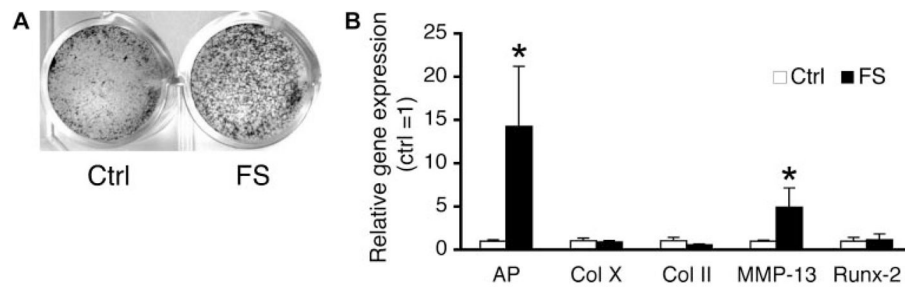 A
Ctrl
FS
B
Relative gene expression
(ctrl =1)
25
20
15
10
5
0
*
*
Ctrl
FS
AP
Col X
Col II
MMP-13
Runx-2